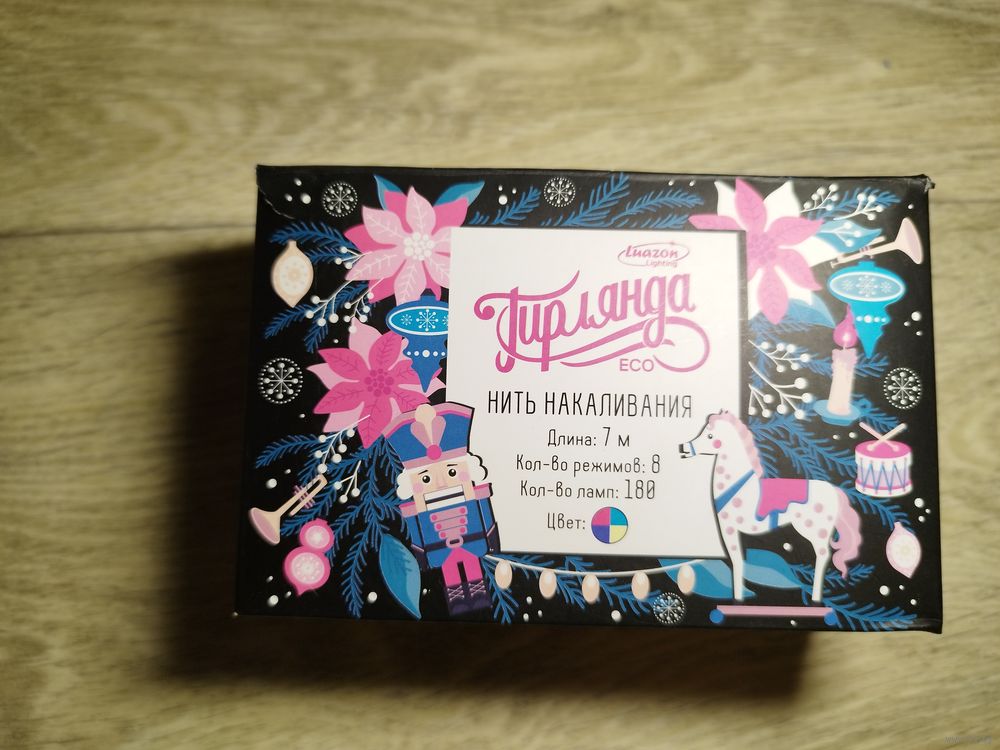 Luazon
Lighting
Гирлянда
ECO
НИТЬ НАКАЛИВАНИЯ
Длина: 7 м
Кол-во режимов: 8
Кол-во ламп: 180
Цвет: